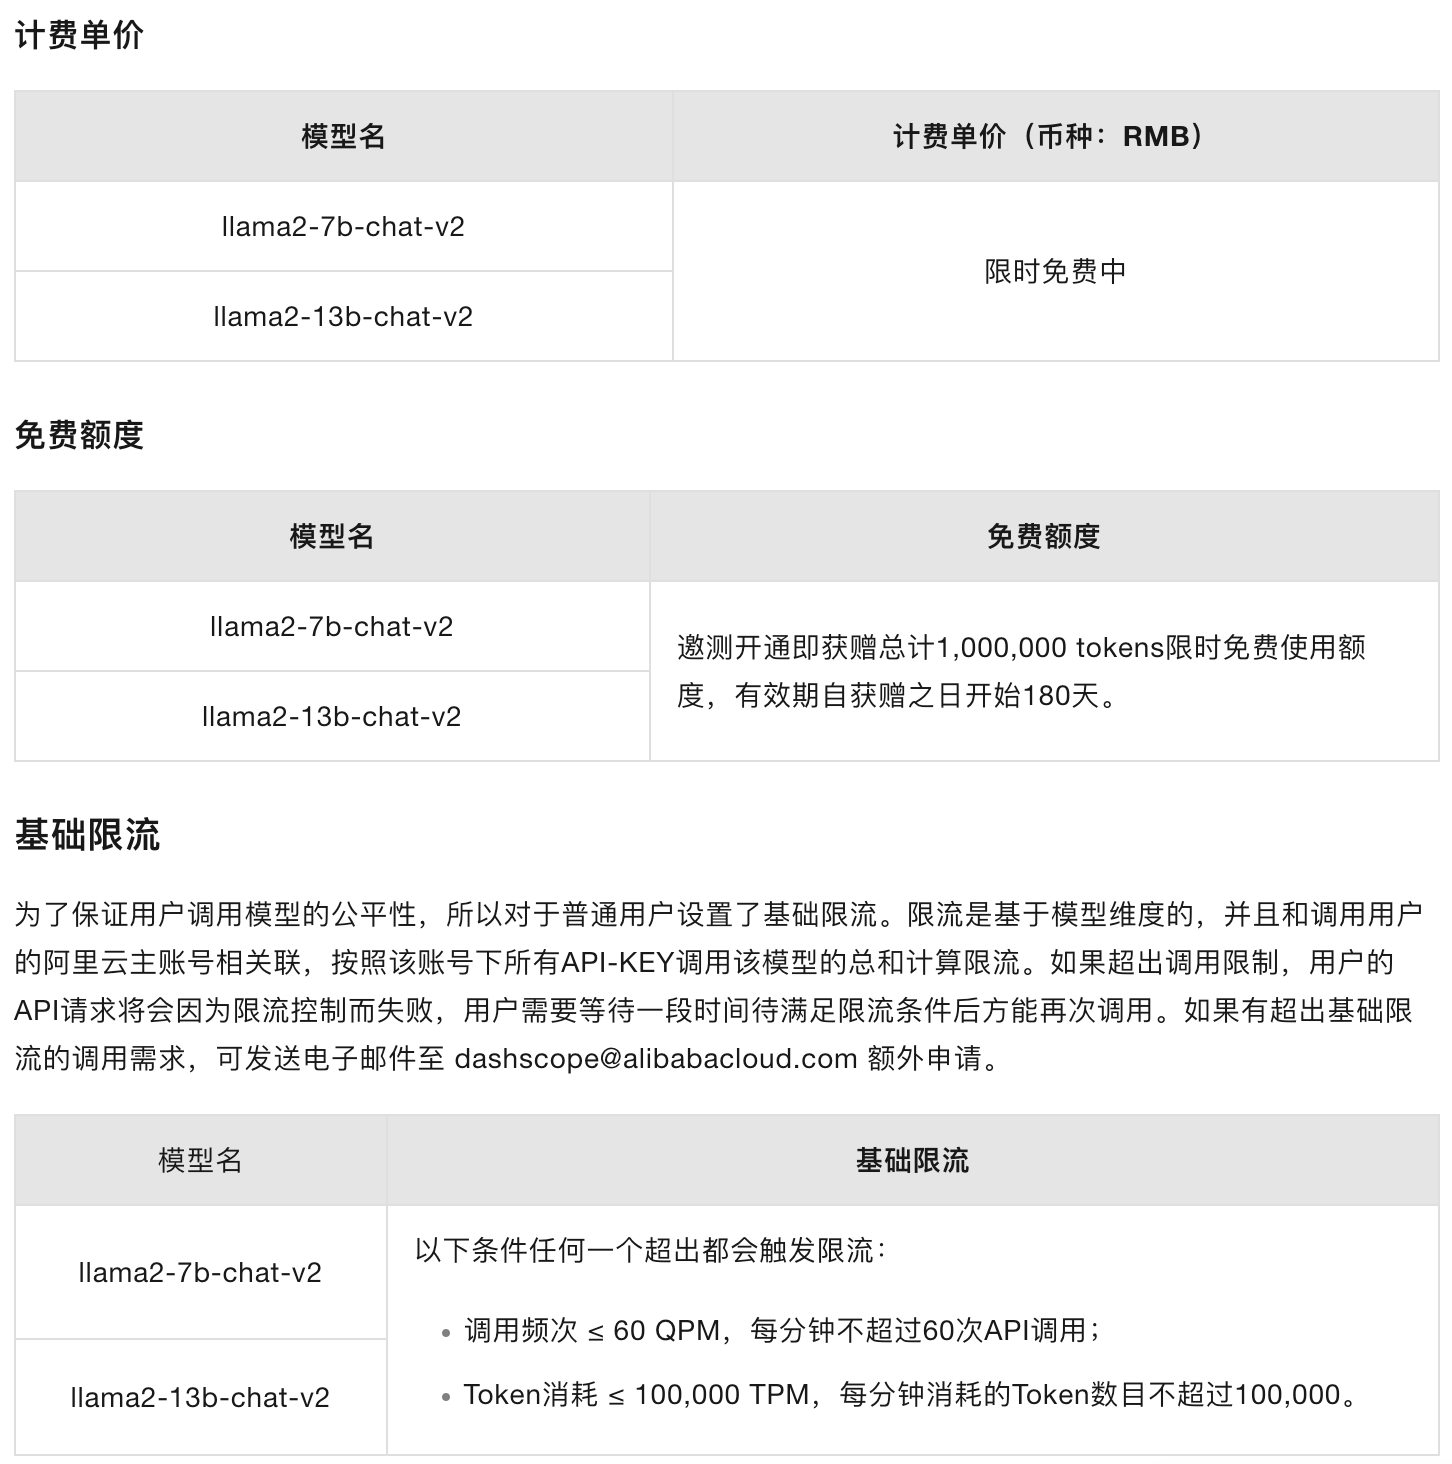 计费单价
模型名
计费单价（币种：RMB）
llama2-7b-chat-v2
限时免费中
llama2-13b-chat-v2
免费额度
模型名
免费额度
llama2-7b-chat-v2
邀测开通即获赠总计1,000,000 tokens限时免费使用额
度，有效期自获赠之日开始180天。
llama2-13b-chat-v2
基础限流
为了保证用户调用模型的公平性，所以对于普通用户设置了基础限流。限流是基于模型维度的，并且和调用用户
的阿里云主账号相关联，按照该账号下所有API-KEY调用该模型的总和计算限流。如果超出调用限制，用户的
API请求将会因为限流控制而失败，用户需要等待一段时间待满足限流条件后方能再次调用。如果有超出基础限
流的调用需求，可发送电子邮件至 dashscope@alibabacloud.com 额外申请。
模型名
基础限流
llama2-7b-chat-v2
以下条件任何一个超出都会触发限流：
• 调用频次 ≤ 60 QPM，每分钟不超过60次API调用；
• Token消耗 ≤ 100,000 TPM，每分钟消耗的Token数目不超过100,000。
llama2-13b-chat-v2